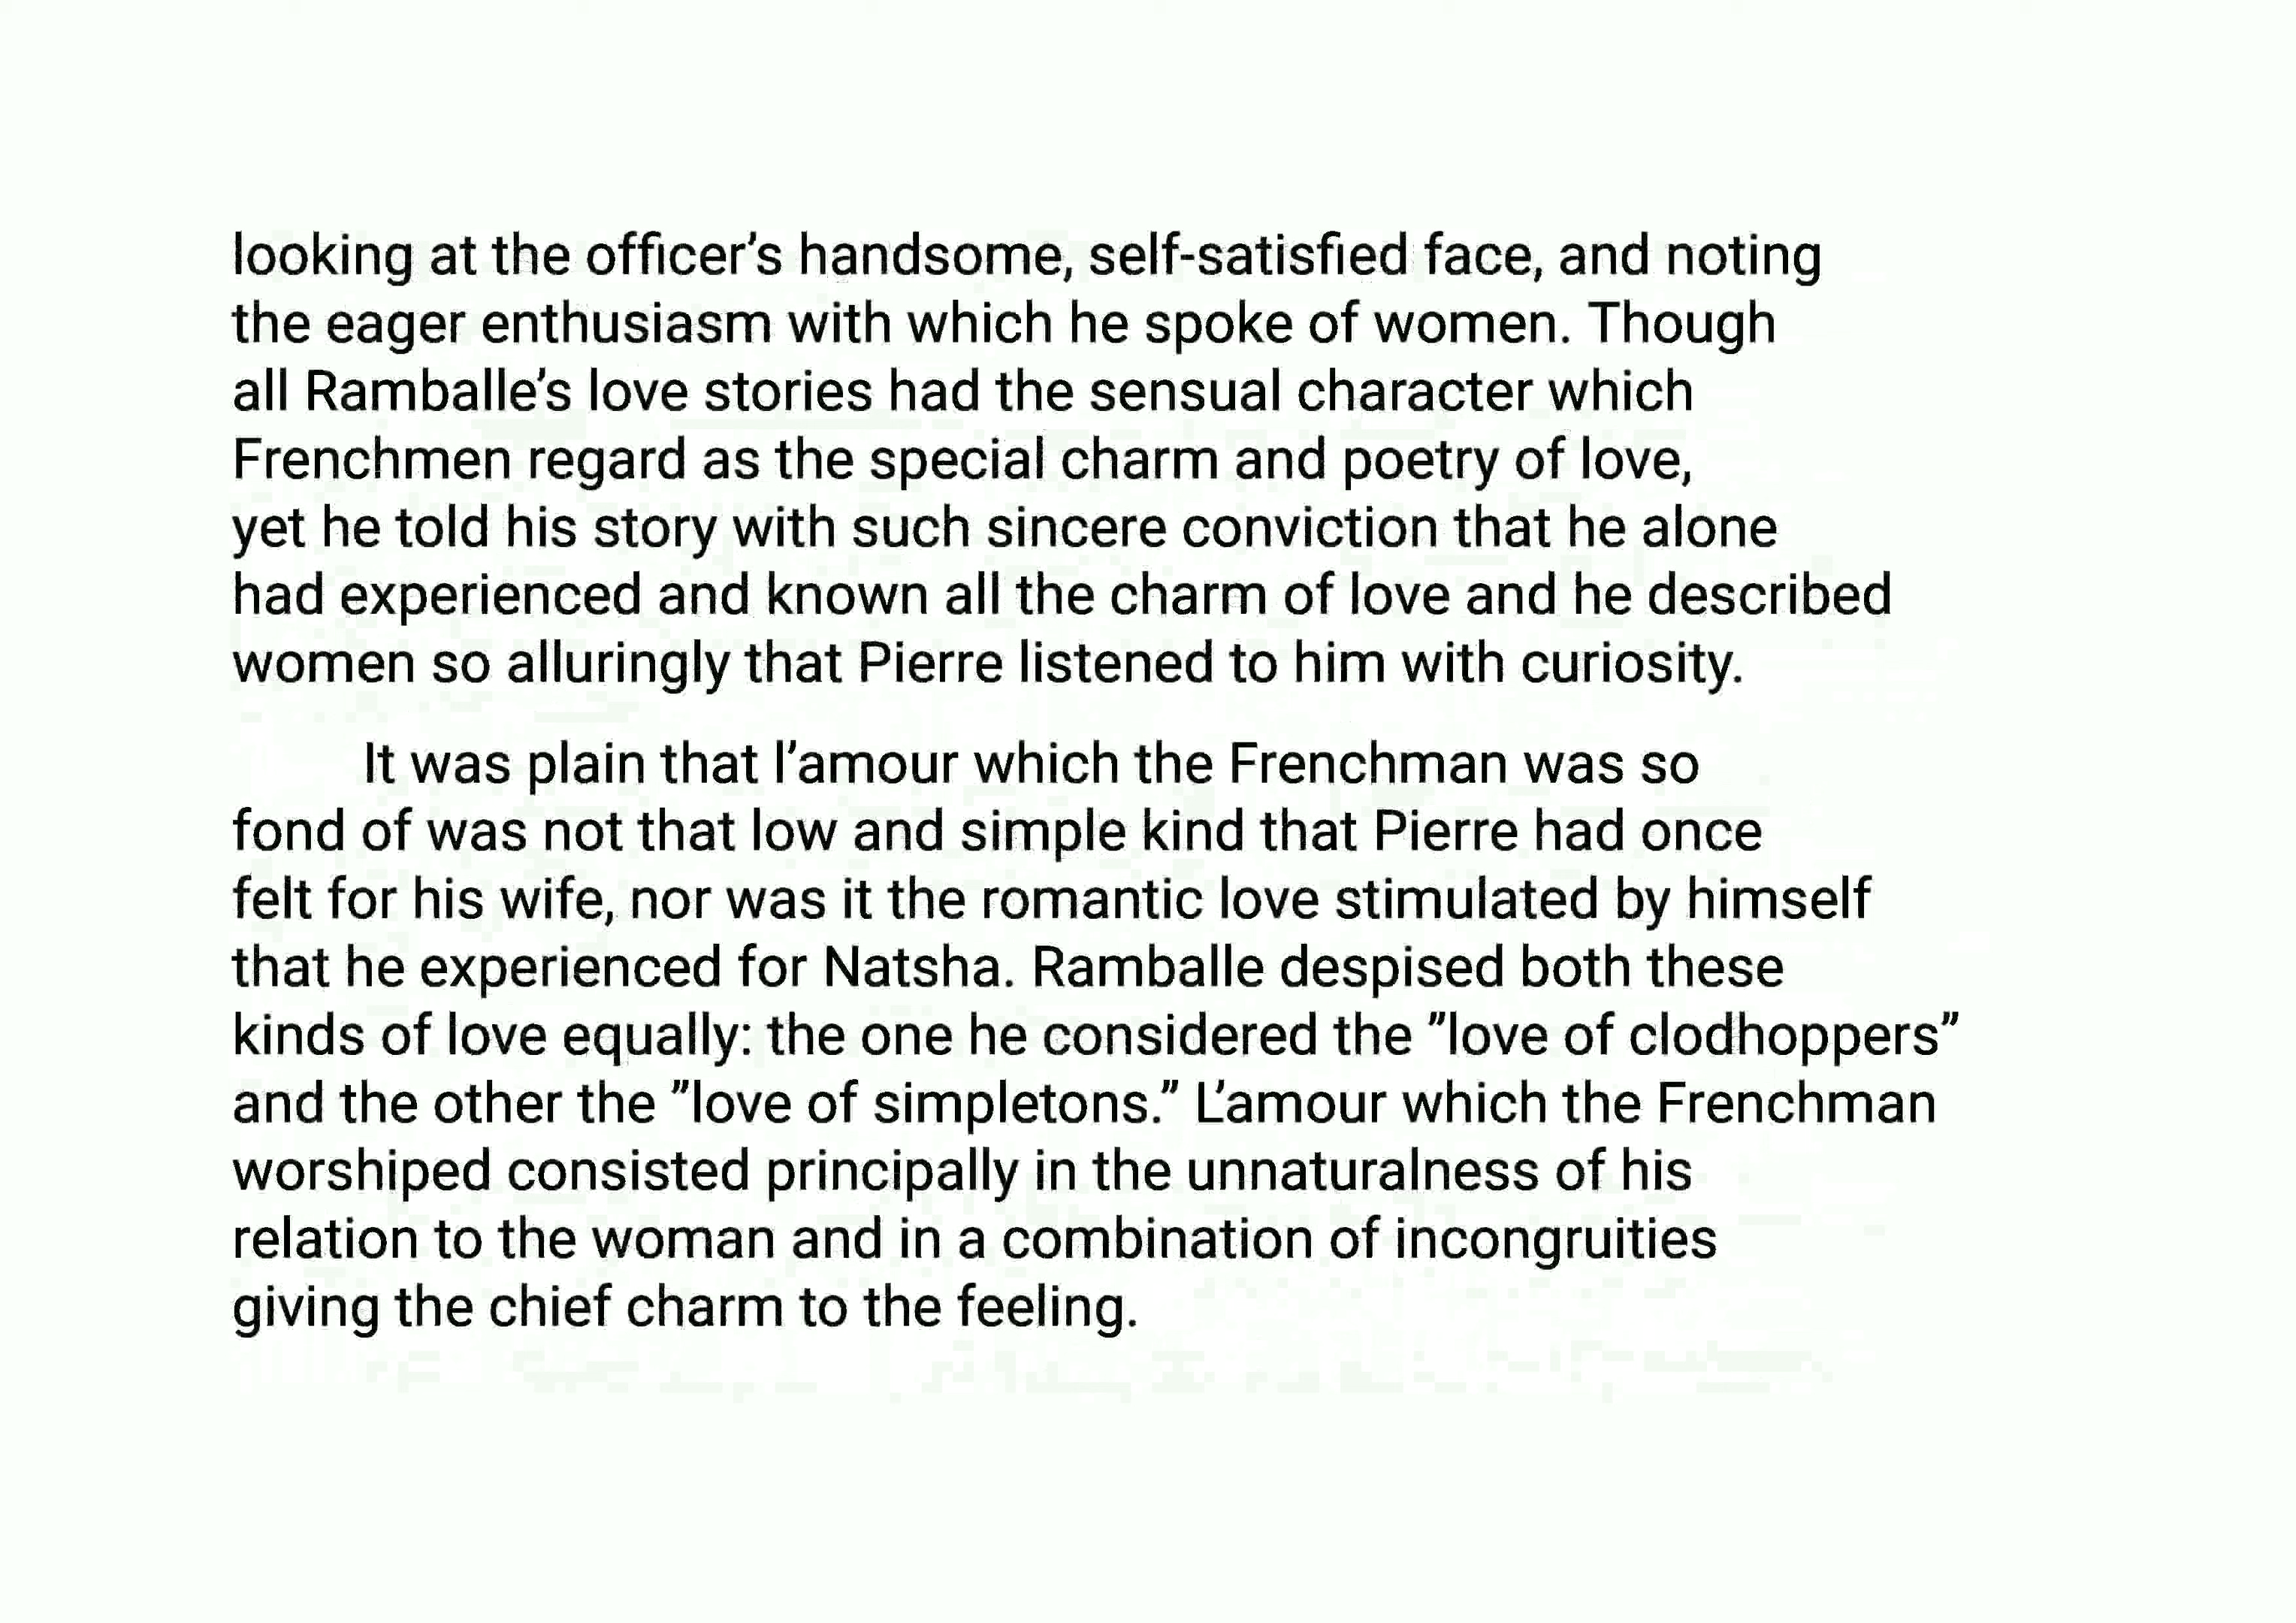 looking at the officer’s handsome, self-satisfied face, and noting
the eager enthusiasm with which he spoke of women. Though
all Ramballe’s love stories had the sensual character which
Frenchmen regard as the special charm and poetry of love,
yet he told his story with such sincere conviction that he alone
had experienced and known all the charm of love and he described
women so alluringly that Pierre listened to him with curiosity.
It was plain that l’amour which the Frenchman was so
fond of was not that low and simple kind that Pierre had once
felt for his wife, nor was it the romantic love stimulated by himself
that he experienced for Natsha. Ramballe despised both these
kinds of love equally: the one he considered the ”love of clodhoppers”
and the other the ”love of simpletons.” L’amour which the Frenchman
worshiped consisted principally in the unnaturalness of his
relation to the woman and in a combination of incongruities
giving the chief charm to the feeling.